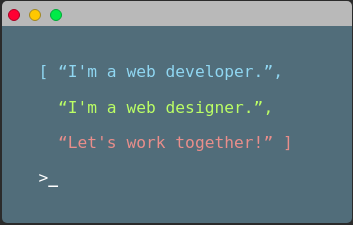 [ “I'm a web developer.”,
“I'm a web designer.”,
“Let's work together!” ]
>_